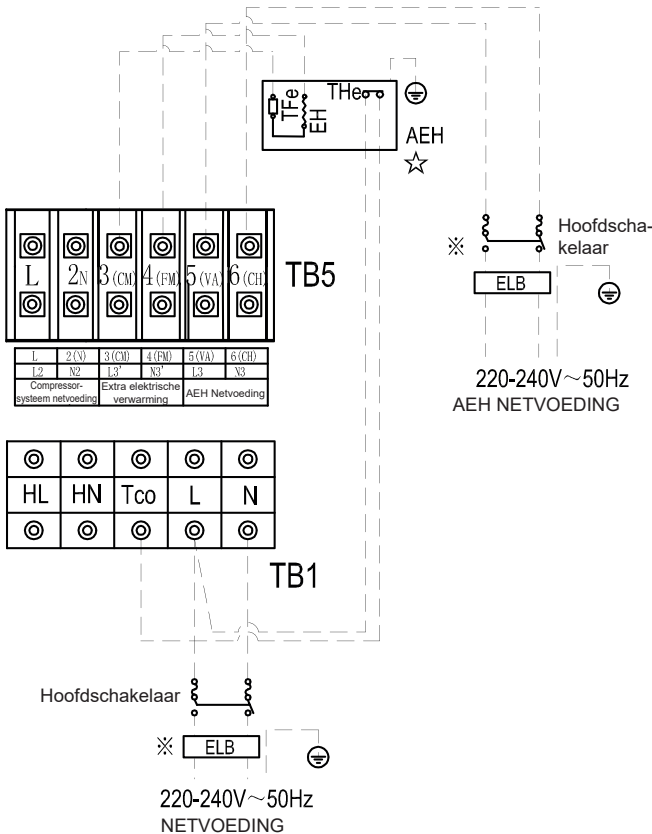 THe
TFe
EH
AEH
☆
※
Hoofdscha-
kelaar
ELB
L 2N 3(CM) 4(FM) 5(VA) 6(CH)
TB5
220-240V～50Hz
AEH NETVOEDING
L 2(N) 3(CM) 4(FM) 5(VA) 6(CH)
L2 N2 L3' N3' L3 N3
Compressor-
systeem netvoeding
Extra elektrische
verwarming
AEH Netvoeding
HL HN Tco L N
TB1
Hoofdschakelaar
※ ELB
220-240V～50Hz
NETVOEDING